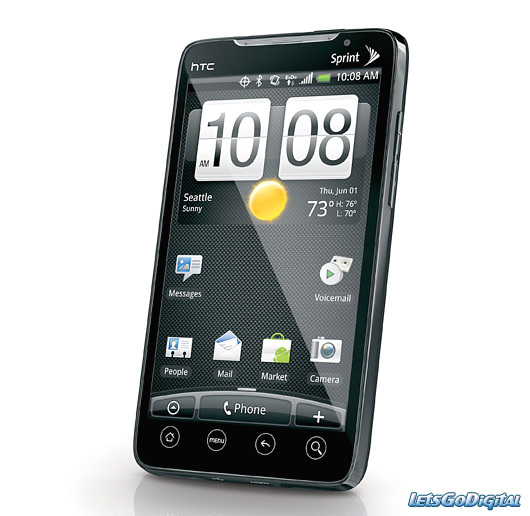 hTC
Sprint
EVDO
10:08 AM
AM
10 08
Seattle
Sunny
Thu, Jun 01
73° H: 76°
L: 70°
Messages
Voicemail
People
Mail
Market
Camera
Phone
+
menu
LETSGODIGITAL